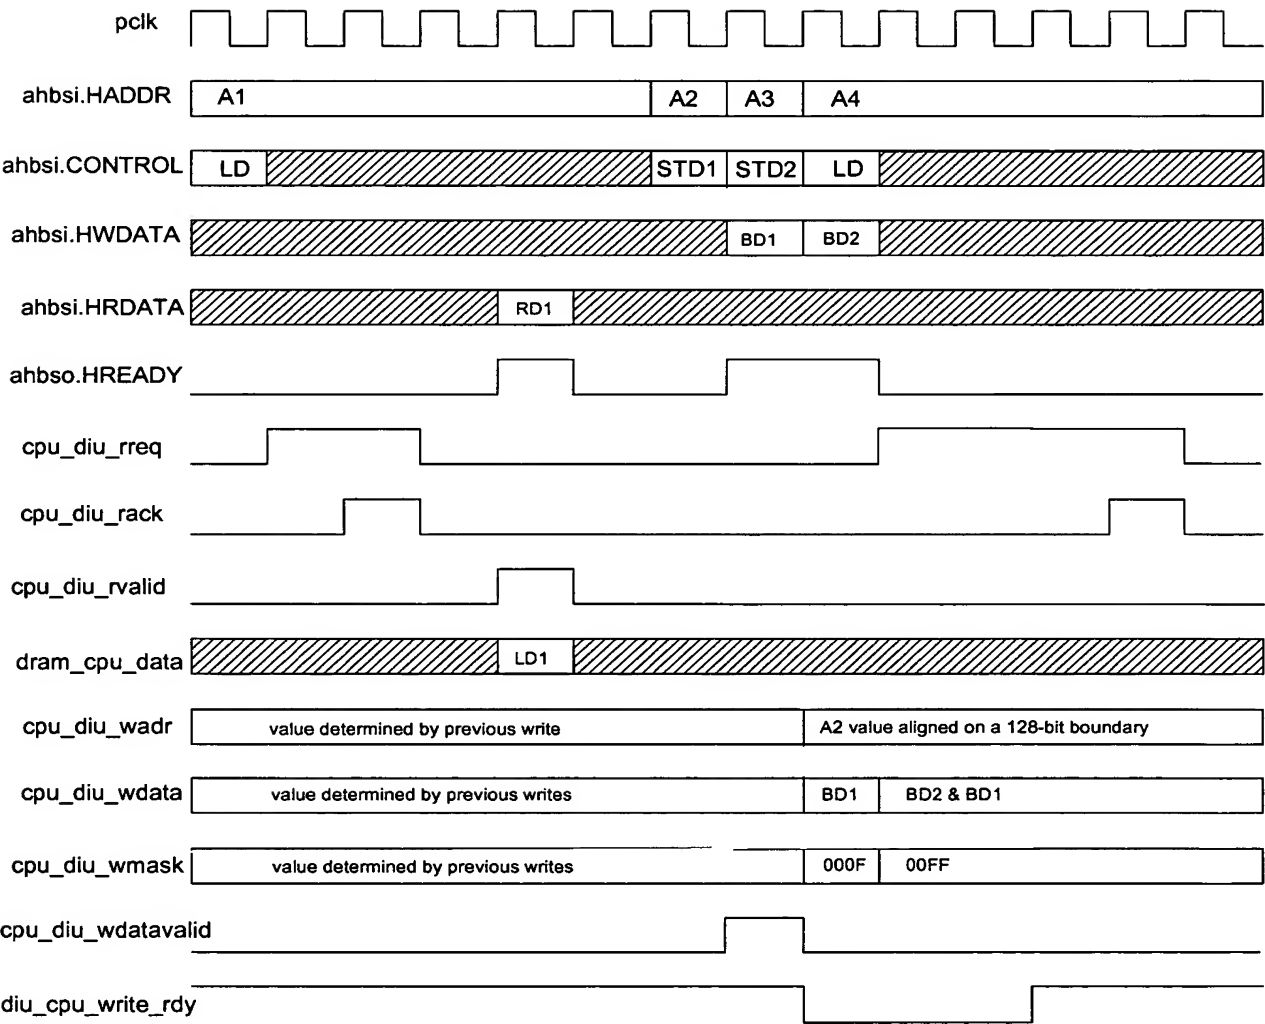 pclk
ahbsi.HADDR A1 A2 A3 A4
ahbsi.CONTROL LD STD1 STD2 LD
ahbsi.HWDATA BD1 BD2
ahbsi.HRDATA RD1
ahbso.HREADY
cpu_diu_rreq
cpu_diu_rack
cpu_diu_rvalid
dram_cpu_data LD1
cpu_diu_wadr value determined by previous write A2 value aligned on a 128-bit boundary
cpu_diu_wdata value determined by previous writes BD1 BD2 & BD1
cpu_diu_wmask value determined by previous writes 000F 00FF
cpu_diu_wdatavalid
diu_cpu_write_rdy